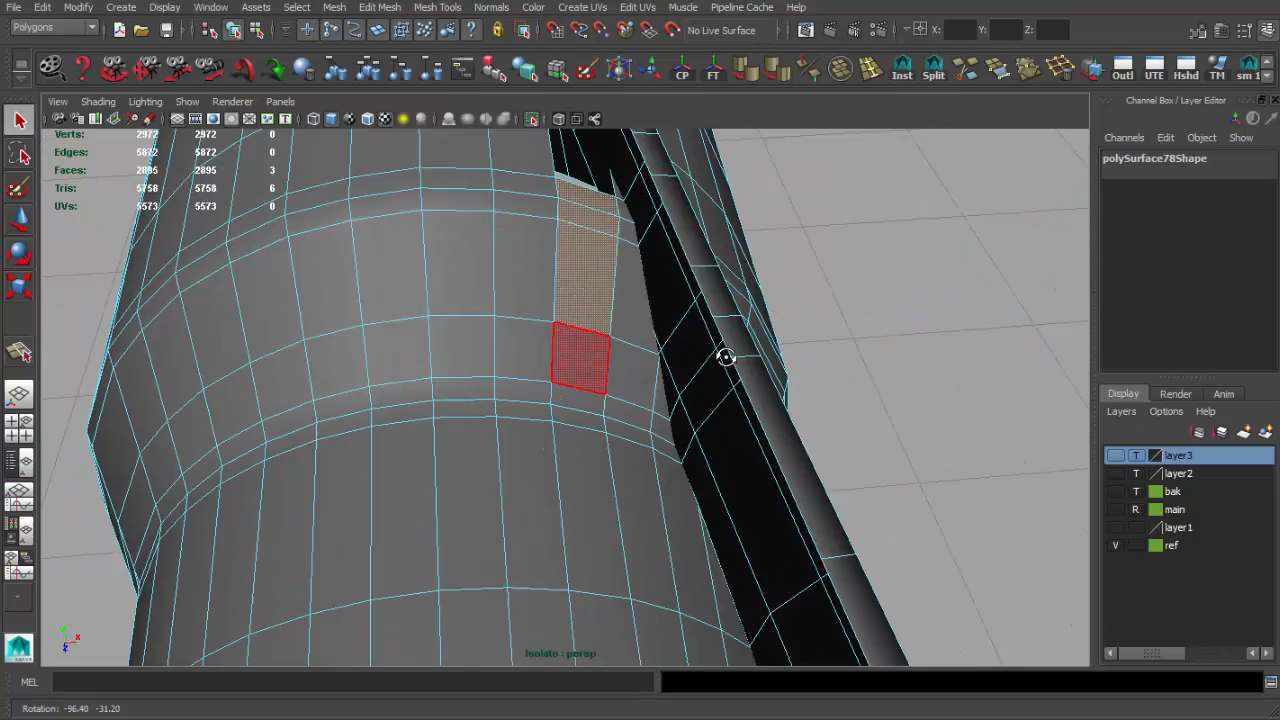 File Edit Modify Create Display Window Assets Select Mesh Edit Mesh Mesh Tools Normals Color Create UVs Edit UVs Muscle Pipeline Cache Help
Polygons No Live Surface X: Y: Z:
CP FT Inst Split Outl UTE Hshd TM sm 1
View Shading Lighting Show Renderer Panels
Channel Box / Layer Editor
Channels Edit Object Show
Verts: 2972 2972 0
Edges: 5872 5872 0
Faces: 2895 2895 3
Tris: 5758 5758 6
UVs: 5573 5573 0
polySurface78Shape
Display Render Anim
Layers Options Help
T layer3
T layer2
T bak
R main
layer1
V ref
Isolate : persp
MEL
Rotation: -96.40 -31.20